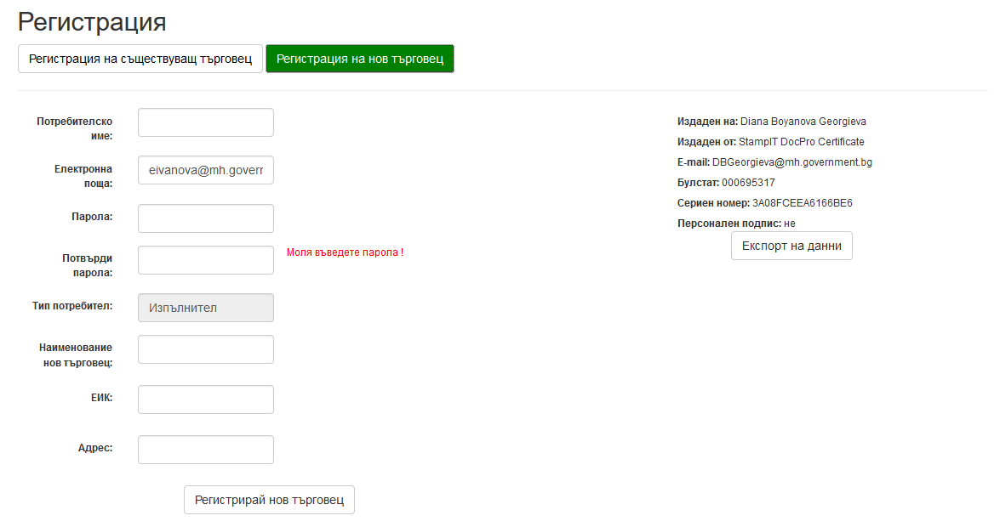 Регистрация
Регистрация на съществуващ търговец
Регистрация на нов търговец
Потребителско
име:
Електронна
поща:
eivanova@mh.goverr
Парола:
Потвърди
парола:
Моля въведете парола !
Тип потребител:
Изпълнител
Наименование
нов търговец:
ЕИК:
Адрес:
Регистрирай нов търговец
Издаден на: Diana Boyanova Georgieva
Издаден от: StampIT DocPro Certificate
E-mail: DBGeorgieva@mh.government.bg
Булстат: 000695317
Сериен номер: 3A08FCEEA6166BE6
Персонален подпис: не
Експорт на данни